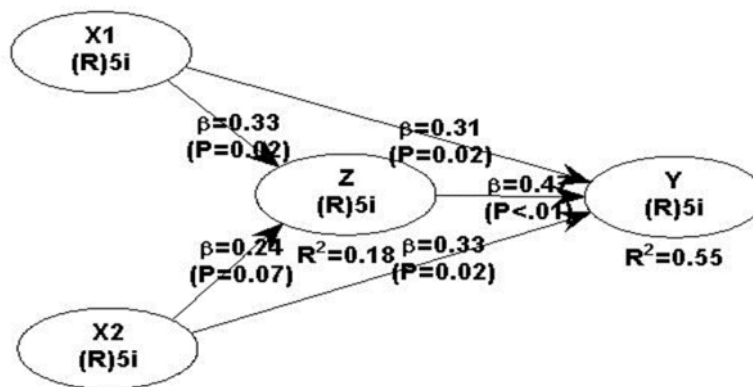 X1
(R)5i
β=0.33
(P=0.02)
β=0.31
(P=0.02)
Z
(R)5i
β=0.47
(P<.01)
Y
(R)5i
β=0.24
(P=0.07)
R²=0.18
β=0.33
(P=0.02)
R²=0.55
X2
(R)5i